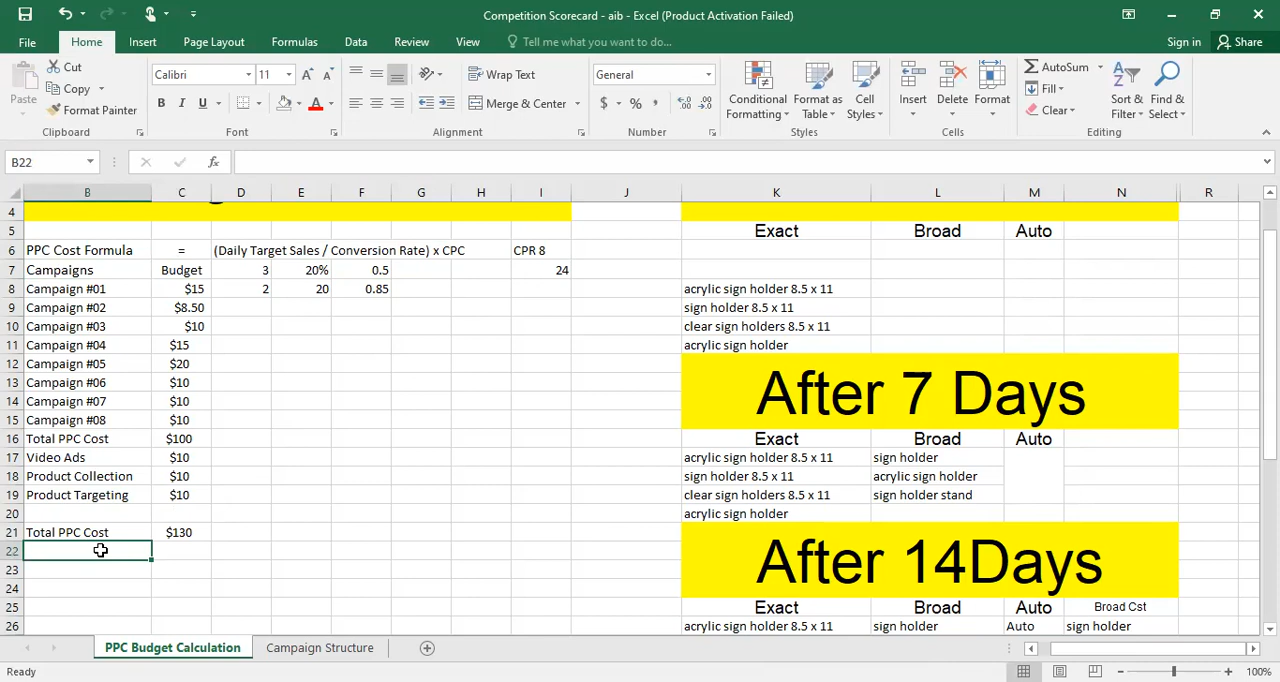 Competition Scorecard - aib - Excel (Product Activation Failed)
File Home Insert Page Layout Formulas Data Review View Tell me what you want to do... Sign in Share
Paste Cut Copy Format Painter Clipboard
Calibri 11 B I U Font
Wrap Text Merge & Center Alignment
General $ % , Number
Conditional Formatting Format as Table Cell Styles Styles
Insert Delete Format Cells
AutoSum Fill Clear Sort & Filter Find & Select Editing
B22 fx
B C D E F G H I J K L M N R
4
5 Exact Broad Auto
6 PPC Cost Formula = (Daily Target Sales / Conversion Rate) x CPC CPR 8
7 Campaigns Budget 3 20% 0.5 24
8 Campaign #01 $15 2 20 0.85 acrylic sign holder 8.5 x 11
9 Campaign #02 $8.50 sign holder 8.5 x 11
10 Campaign #03 $10 clear sign holders 8.5 x 11
11 Campaign #04 $15 acrylic sign holder
12 Campaign #05 $20
13 Campaign #06 $10
After 7 Days
14 Campaign #07 $10
15 Campaign #08 $10
16 Total PPC Cost $100 Exact Broad Auto
17 Video Ads $10 acrylic sign holder 8.5 x 11 sign holder
18 Product Collection $10 sign holder 8.5 x 11 acrylic sign holder
19 Product Targeting $10 clear sign holders 8.5 x 11 sign holder stand
20 acrylic sign holder
21 Total PPC Cost $130
22
After 14Days
23
24
25 Exact Broad Auto Broad Cst
26 acrylic sign holder 8.5 x 11 sign holder Auto sign holder
PPC Budget Calculation Campaign Structure
Ready 100%